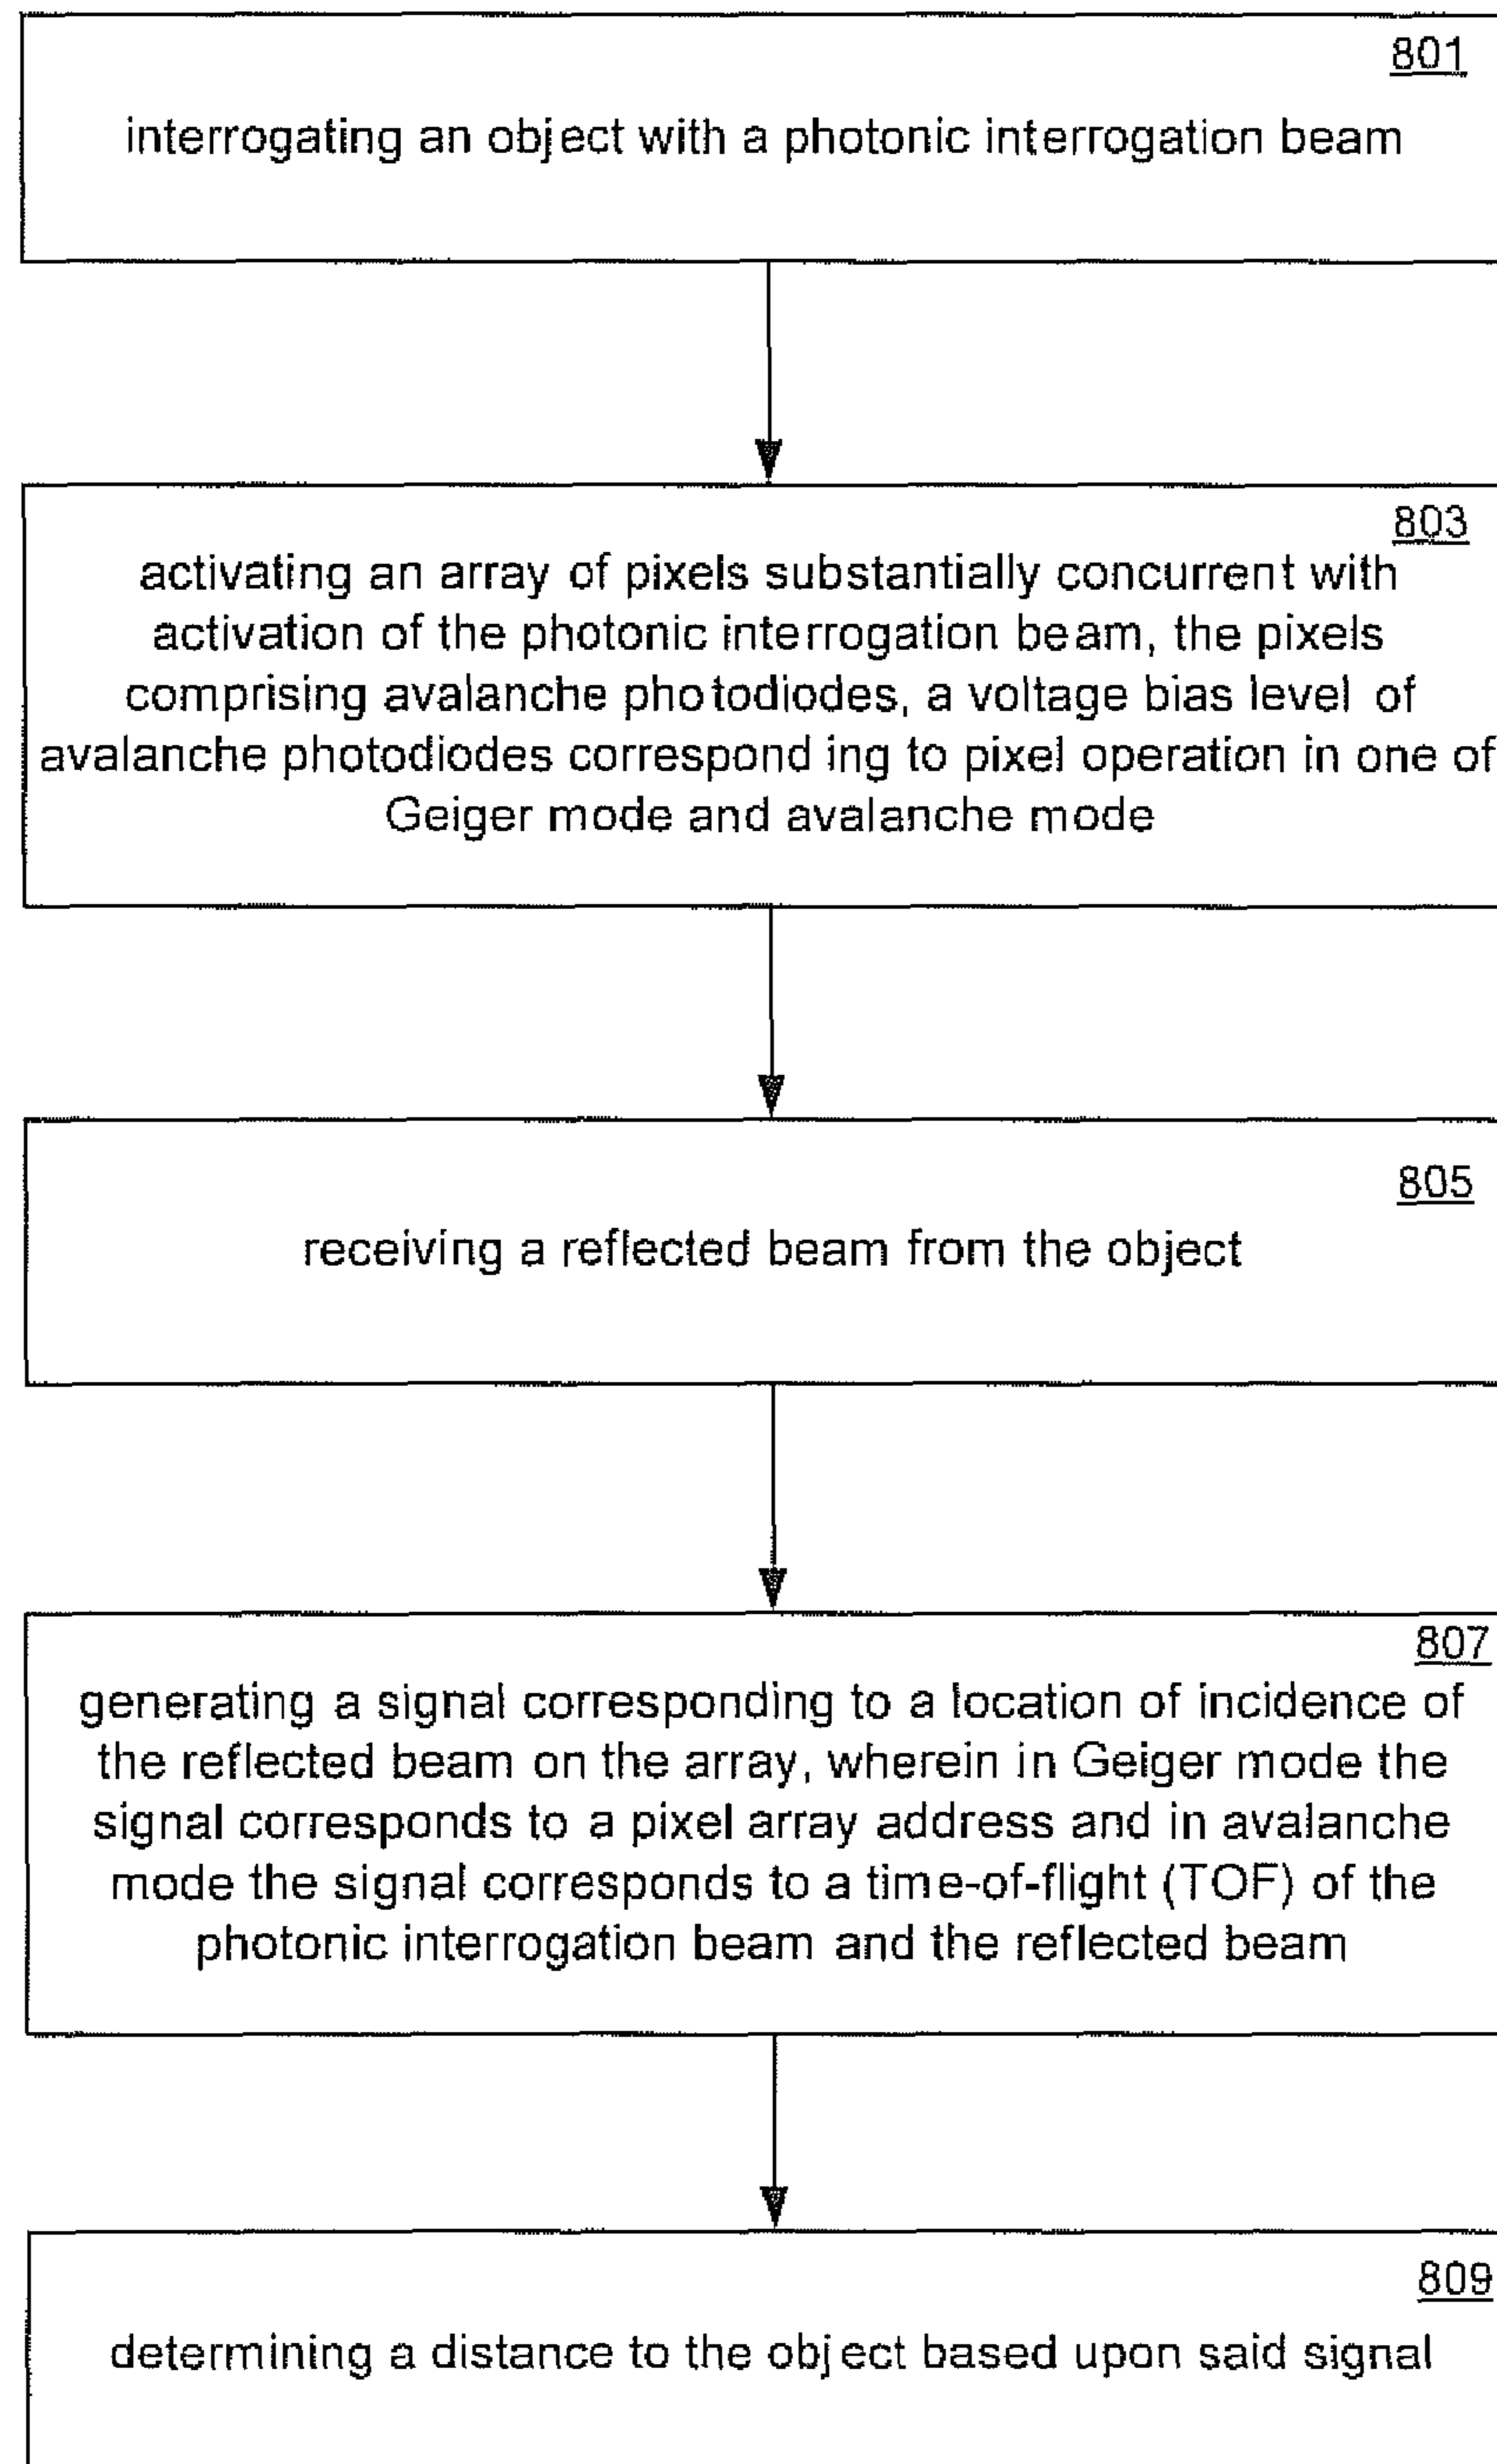 801
interrogating an object with a photonic interrogation beam
803
activating an array of pixels substantially concurrent with
activation of the photonic interrogation beam, the pixels
comprising avalanche photodiodes, a voltage bias level of
avalanche photodiodes correspond ing to pixel operation in one of
Geiger mode and avalanche mode
805
receiving a reflected beam from the object
807
generating a signal corresponding to a location of incidence of
the reflected beam on the array, wherein in Geiger mode the
signal corresponds to a pixel array address and in avalanche
mode the signal corresponds to a time-of-flight (TOF) of the
photonic interrogation beam and the reflected beam
809
determining a distance to the object based upon said signal